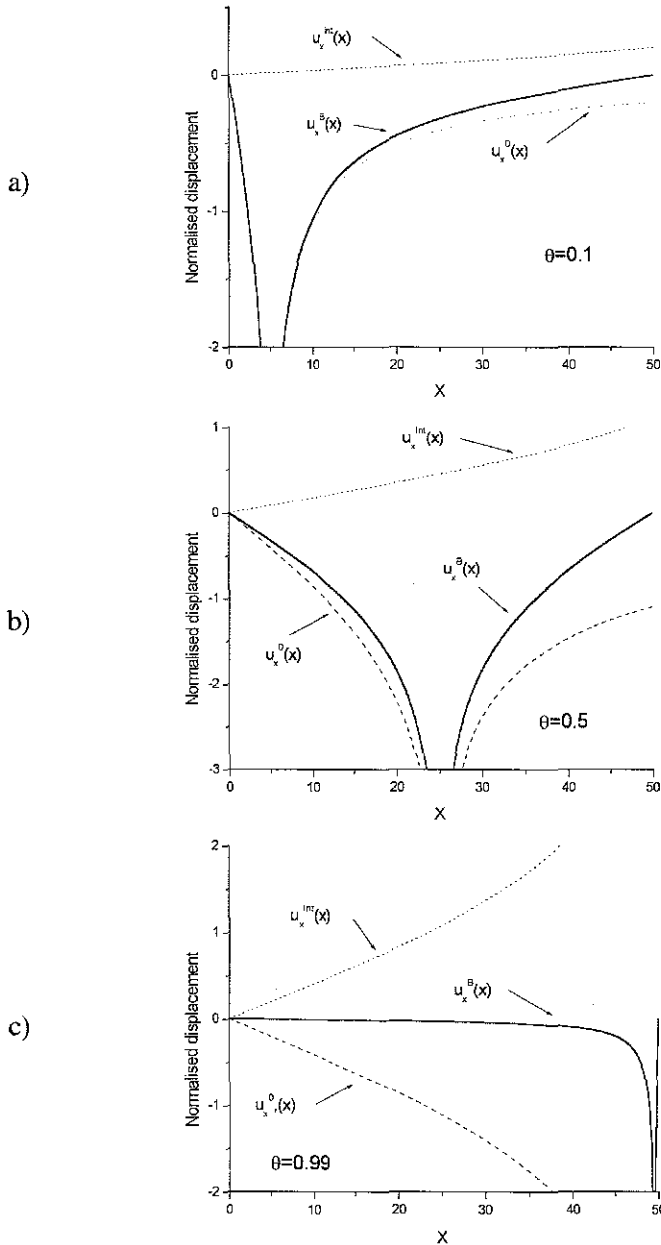 a)
Normalised displacement
0
-1
-2
u_x^int(x)
u_x^B(x)
u_x^D(x)
θ=0.1
0 10 20 30 40 50
X
b)
Normalised displacement
1
0
-1
-2
-3
u_x^Int(x)
u_x^B(x)
u_x^D(x)
θ=0.5
0 10 20 30 40 50
X
c)
Normalised displacement
2
1
0
-1
-2
u_x^Int(x)
u_x^B(x)
u_x^D,(x)
θ=0.99
0 10 20 30 40 50
X